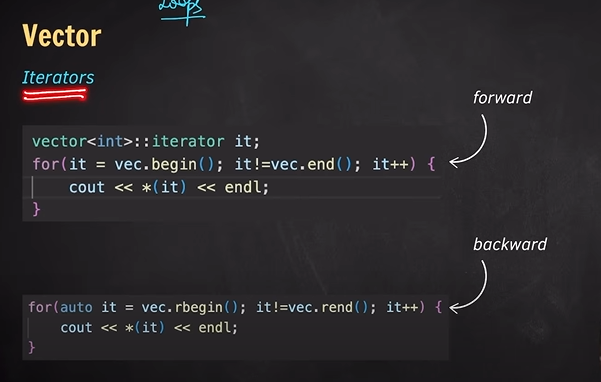 Loops
Vector
Iterators
forward
vector<int>::iterator it;
for(it = vec.begin(); it!=vec.end(); it++) {
    cout << *(it) << endl;
}
backward
for(auto it = vec.rbegin(); it!=vec.rend(); it++) {
    cout << *(it) << endl;
}